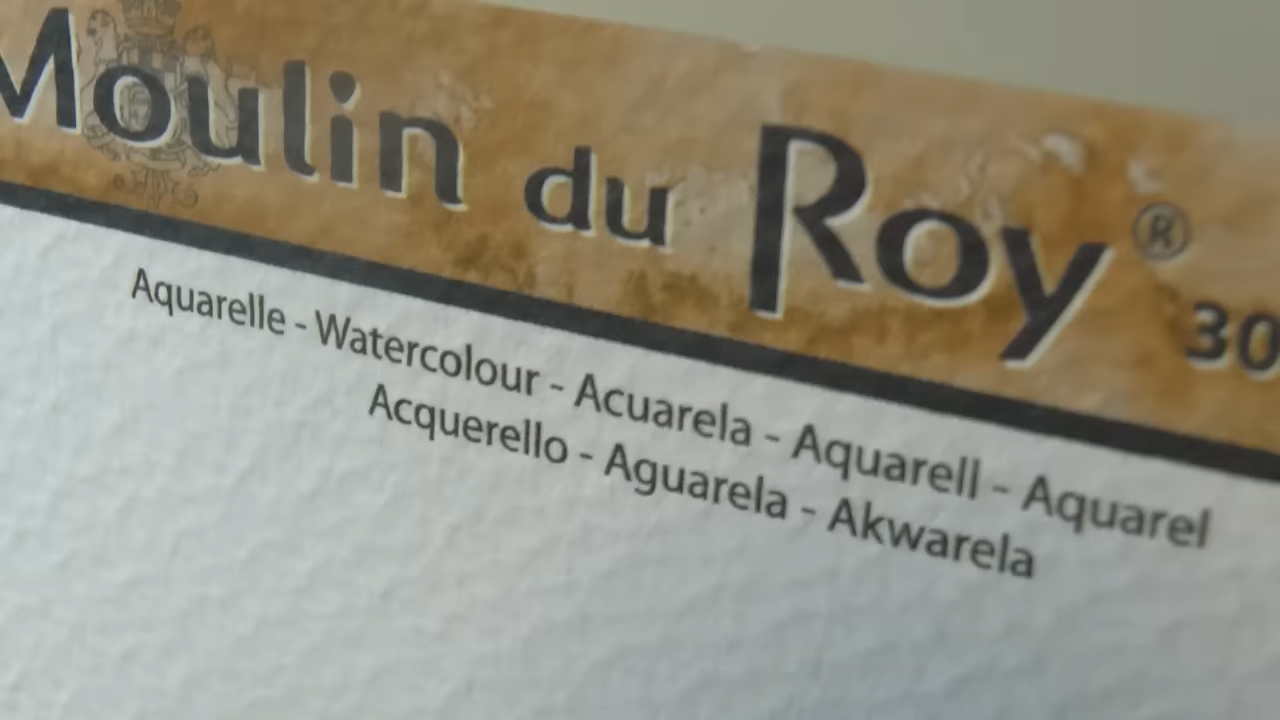 Moulin du Roy® 30
Aquarelle - Watercolour - Acuarela - Aquarell - Aquarel
Acquerello - Aguarela - Akwarela